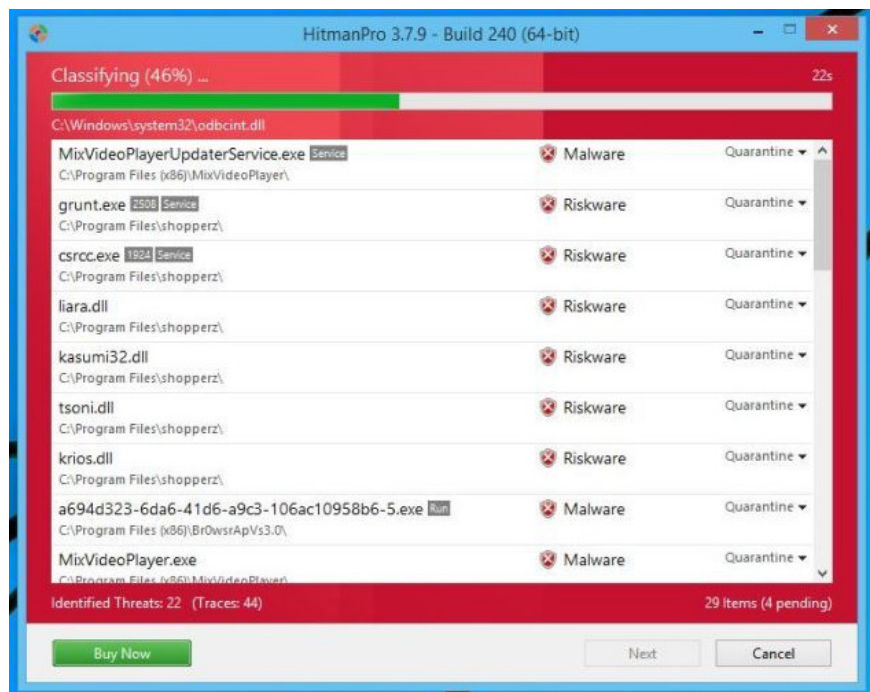 HitmanPro 3.7.9 - Build 240 (64-bit)
Classifying (46%) ...
22s
C:\Windows\system32\odbcint.dll
MixVideoPlayerUpdaterService.exe Service Malware Quarantine
C:\Program Files (x86)\MixVideoPlayer\
grunt.exe 2508 Service Riskware Quarantine
C:\Program Files\shopperz\
csrcc.exe 1924 Service Riskware Quarantine
C:\Program Files\shopperz\
liara.dll Riskware Quarantine
C:\Program Files\shopperz\
kasumi32.dll Riskware Quarantine
C:\Program Files\shopperz\
tsoni.dll Riskware Quarantine
C:\Program Files\shopperz\
krios.dll Riskware Quarantine
C:\Program Files\shopperz\
a694d323-6da6-41d6-a9c3-106ac10958b6-5.exe Run Malware Quarantine
C:\Program Files (x86)\Br0wsrApVs3.0\
MixVideoPlayer.exe Malware Quarantine
C:\Program Files (x86)\MixVideoPlayer\
Identified Threats: 22 (Traces: 44) 29 Items (4 pending)
Buy Now Next Cancel